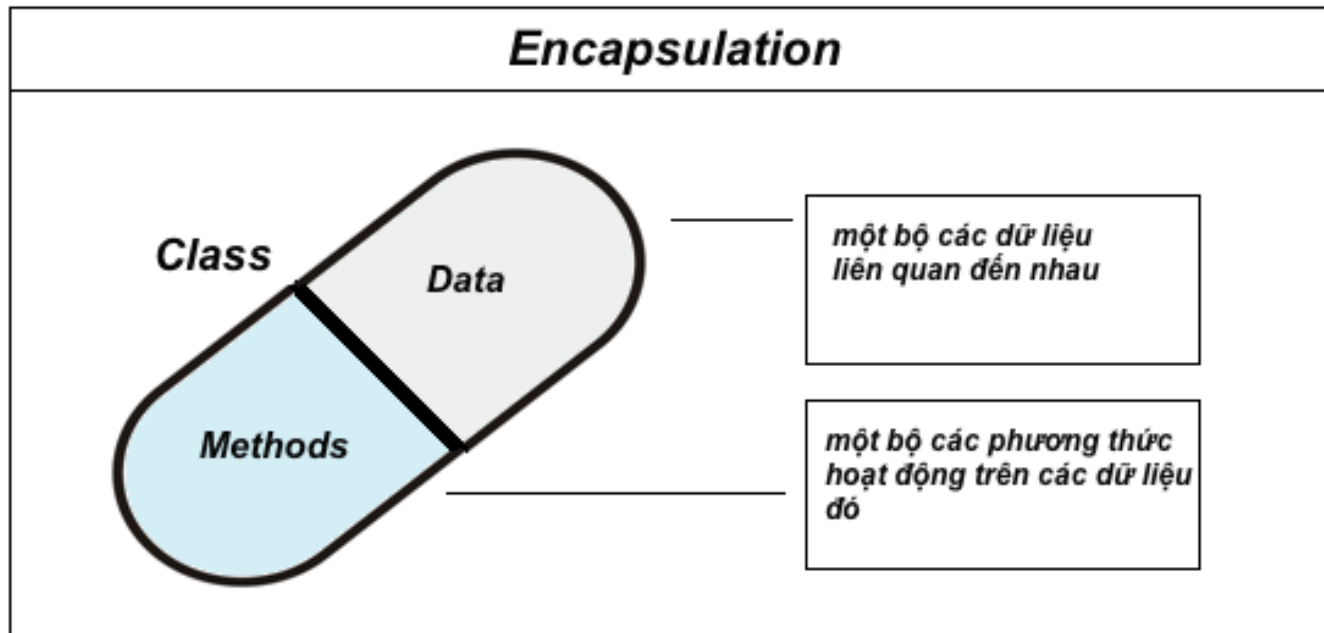 Encapsulation
Class
Data
Methods
một bộ các dữ liệu
liên quan đến nhau
một bộ các phương thức
hoạt động trên các dữ liệu
đó